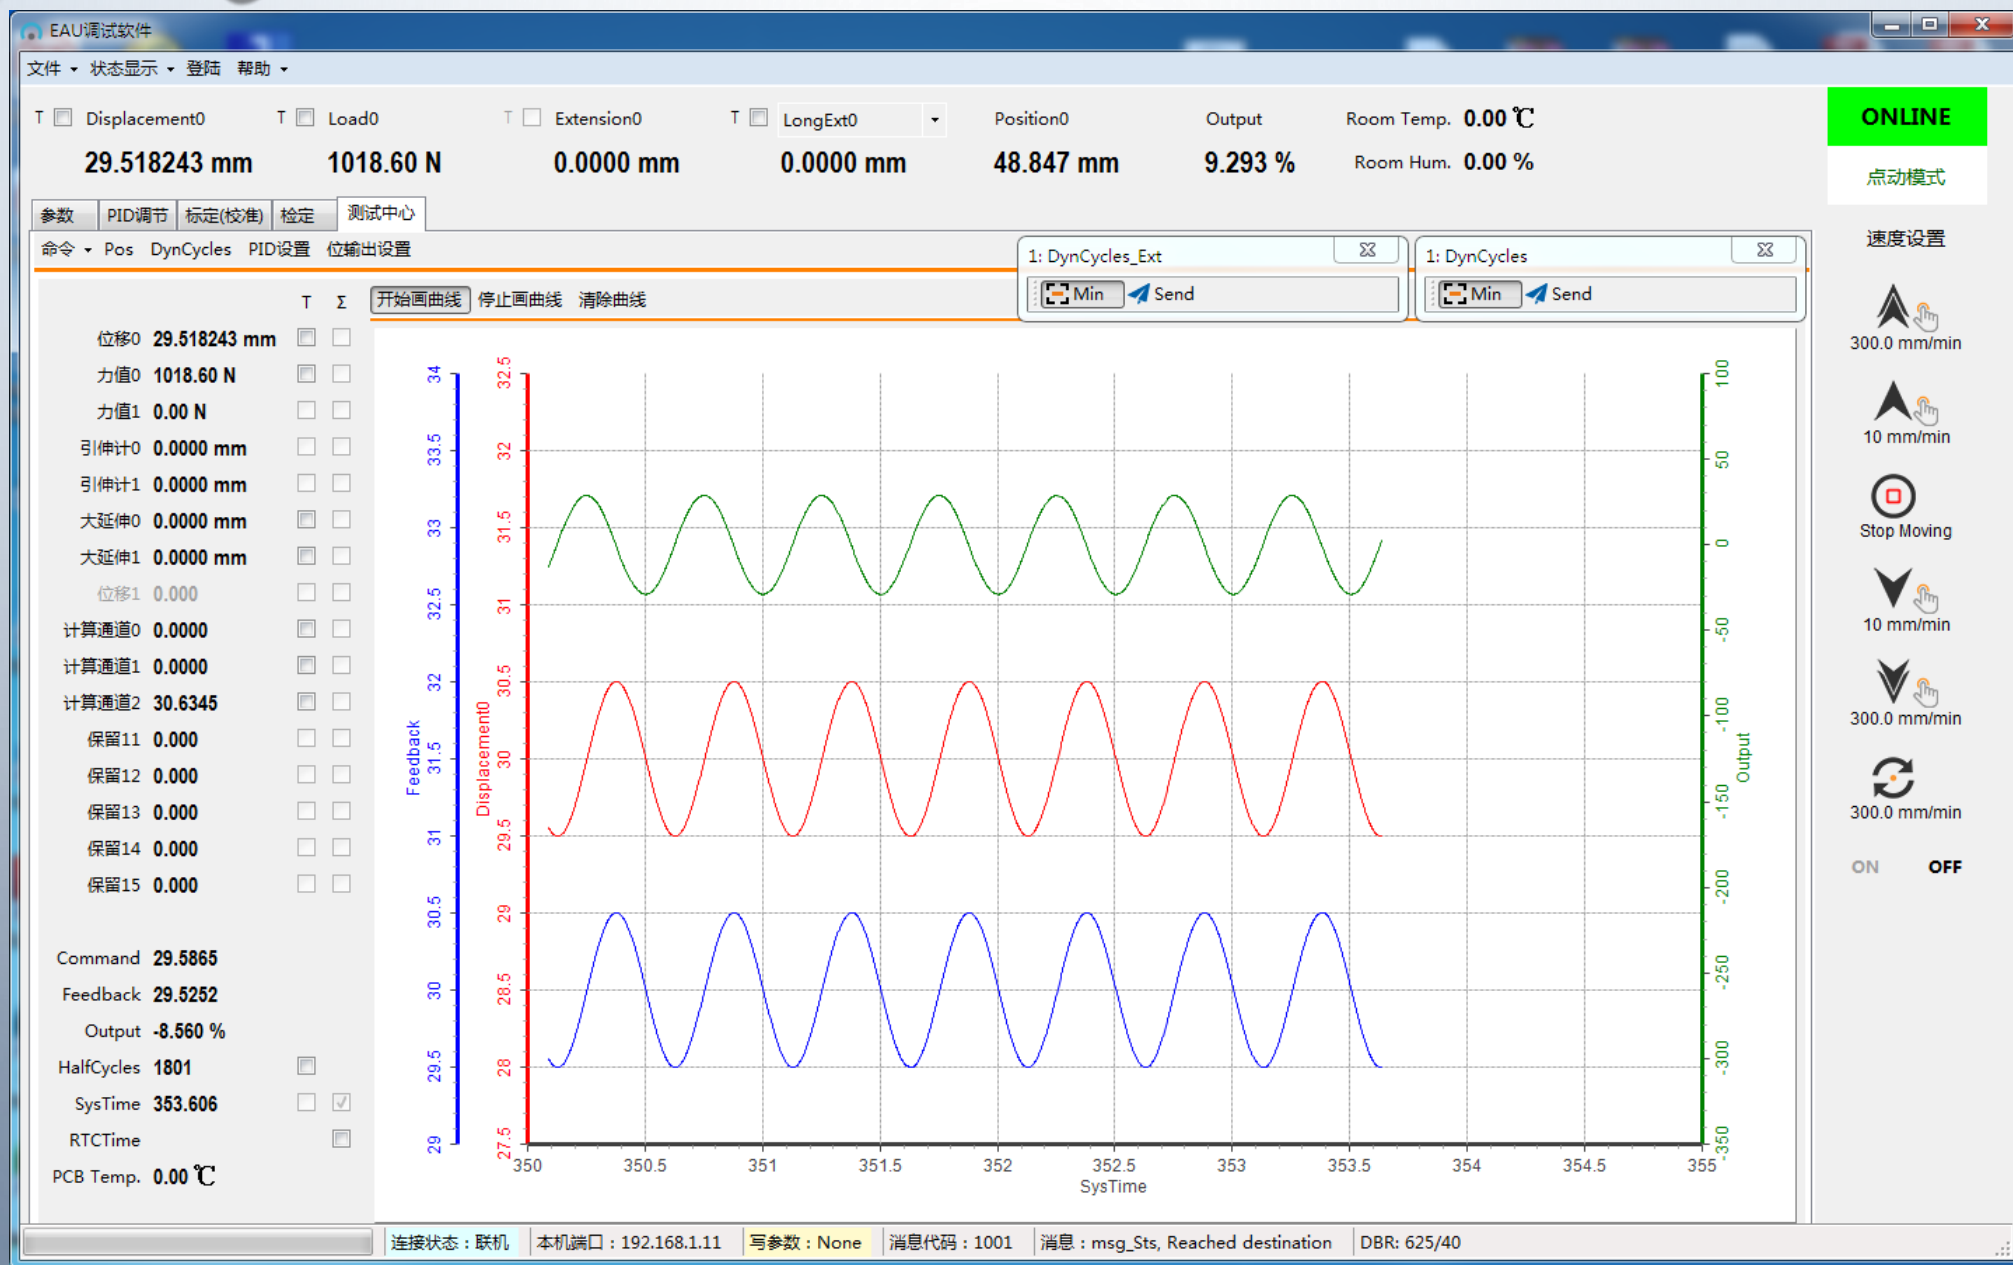 EAU调试软件
文件 状态显示 登陆 帮助
T Displacement0 T Load0 T Extension0 T LongExt0 Position0 Output Room Temp. 0.00 ℃
29.518243 mm 1018.60 N 0.0000 mm 0.0000 mm 48.847 mm 9.293 % Room Hum. 0.00 %
ONLINE
点动模式
参数 PID调节 标定(校准) 检定 测试中心
命令 Pos DynCycles PID设置 位输出设置
1: DynCycles_Ext
Min Send
1: DynCycles
Min Send
速度设置
300.0 mm/min
10 mm/min
Stop Moving
10 mm/min
300.0 mm/min
300.0 mm/min
ON OFF
T Σ
开始画曲线 停止画曲线 清除曲线
位移0 29.518243 mm
力值0 1018.60 N
力值1 0.00 N
引伸计0 0.0000 mm
引伸计1 0.0000 mm
大延伸0 0.0000 mm
大延伸1 0.0000 mm
位移1 0.000
计算通道0 0.0000
计算通道1 0.0000
计算通道2 30.6345
保留11 0.000
保留12 0.000
保留13 0.000
保留14 0.000
保留15 0.000
Command 29.5865
Feedback 29.5252
Output -8.560 %
HalfCycles 1801
SysTime 353.606
RTCTime
PCB Temp. 0.00 ℃
34
33.5
33
32.5
32
31.5
31
30.5
30
29.5
29
Feedback
32.5
32
31.5
31
30.5
30
29.5
29
28.5
28
27.5
Displacement0
100
50
0
-50
-100
-150
-200
-250
-300
-350
Output
350 350.5 351 351.5 352 352.5 353 353.5 354 354.5 355
SysTime
连接状态：联机 本机端口：192.168.1.11 写参数：None 消息代码：1001 消息：msg_Sts, Reached destination DBR: 625/40